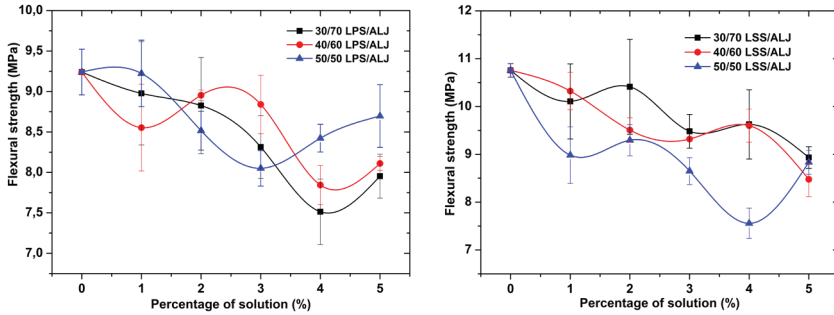 10,0
9,5
9,0
8,5
8,0
7,5
7,0
0 1 2 3 4 5
Flexural strength (MPa)
Percentage of solution (%)
30/70 LPS/ALJ
40/60 LPS/ALJ
50/50 LPS/ALJ
12
11
10
9
8
7
6
0 1 2 3 4 5
Flexural strength (MPa)
Percentage of solution (%)
30/70 LSS/ALJ
40/60 LSS/ALJ
50/50 LSS/ALJ